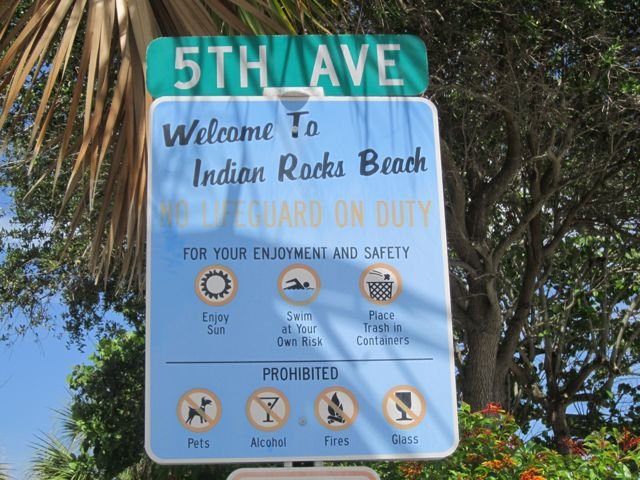 5TH AVE
Welcome To
Indian Rocks Beach
NO LIFEGUARD ON DUTY
FOR YOUR ENJOYMENT AND SAFETY
Enjoy Sun
Swim at Your Own Risk
Place Trash in Containers
PROHIBITED
Pets Alcohol Fires Glass